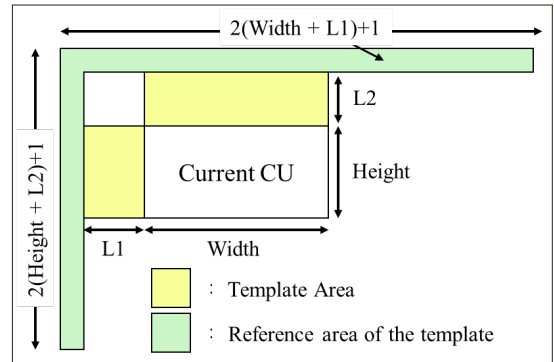 2(Width + L1)+1
L2
2(Height + L2)+1
Current CU
Height
L1
Width
: Template Area
: Reference area of the template